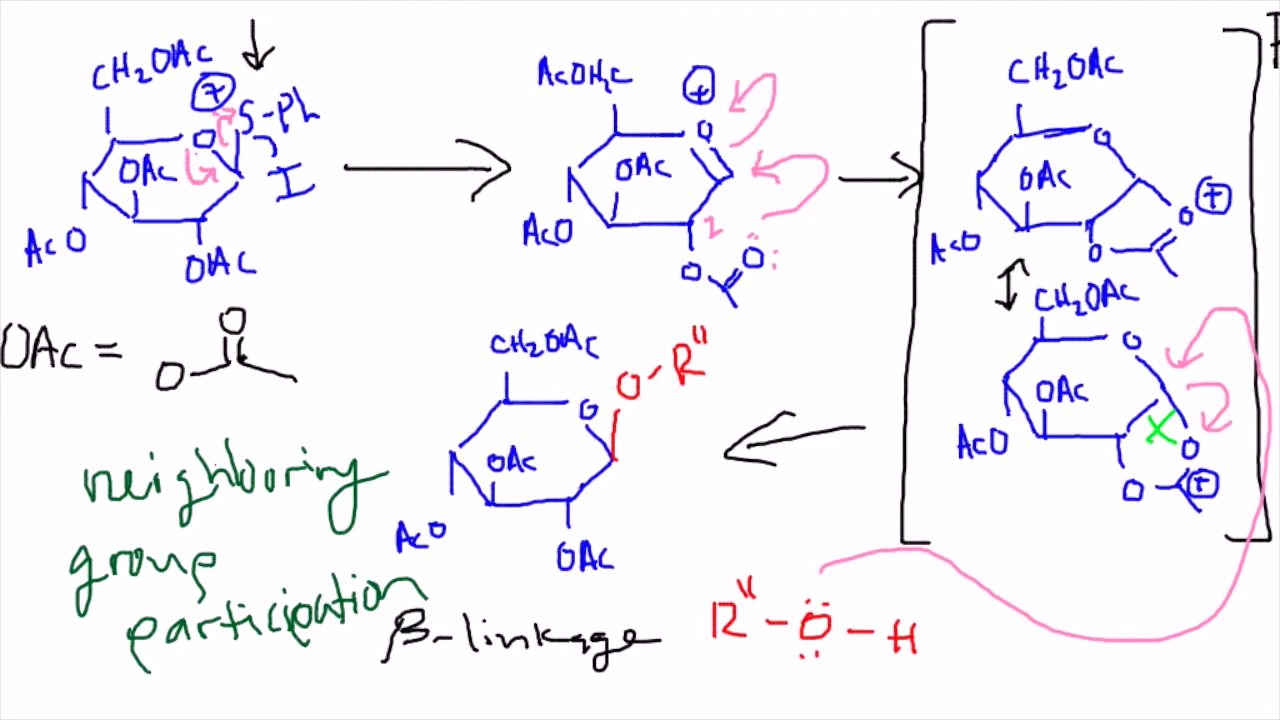 CH₂OAc
+
S-Ph
O
OAc
I
AcO
OAc
AcOH₂C
+
O
OAc
AcO
2
O
O
CH₂OAc
O
OAc
O
+
AcO
O
CH₂OAc
O
OAc
AcO
O
O
+
OAc =
O
O
CH₂OAc
O-R"
O
OAc
AcO
OAc
neighboring
group
participation
β-linkage
R"-O-H